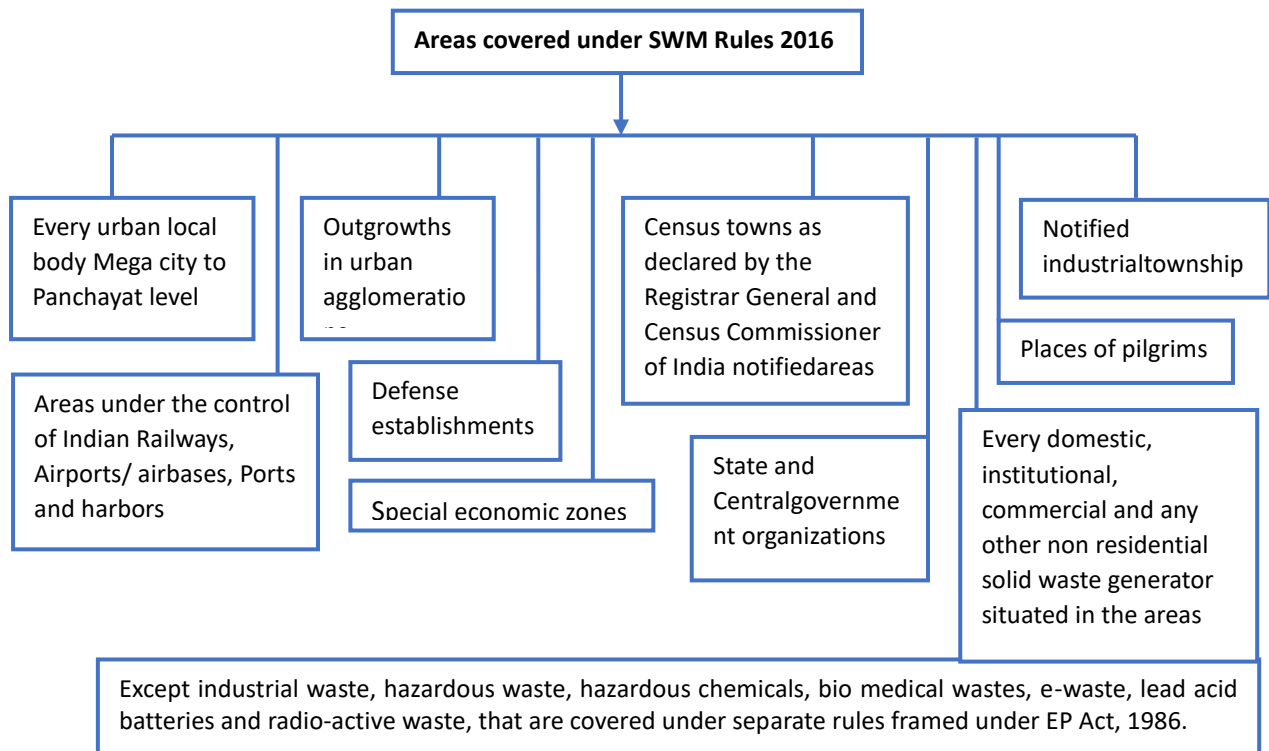 Areas covered under SWM Rules 2016
Every urban local
body Mega city to
Panchayat level
Outgrowths
in urban
agglomeratio
Census towns as
declared by the
Registrar General and
Census Commissioner
of India notifiedareas
Notified
industrialtownship
Areas under the control
of Indian Railways,
Airports/ airbases, Ports
and harbors
Defense
establishments
Special economic zones
State and
Centralgovernme
nt organizations
Places of pilgrims
Every domestic,
institutional,
commercial and any
other non residential
solid waste generator
situated in the areas
Except industrial waste, hazardous waste, hazardous chemicals, bio medical wastes, e-waste, lead acid
batteries and radio-active waste, that are covered under separate rules framed under EP Act, 1986.